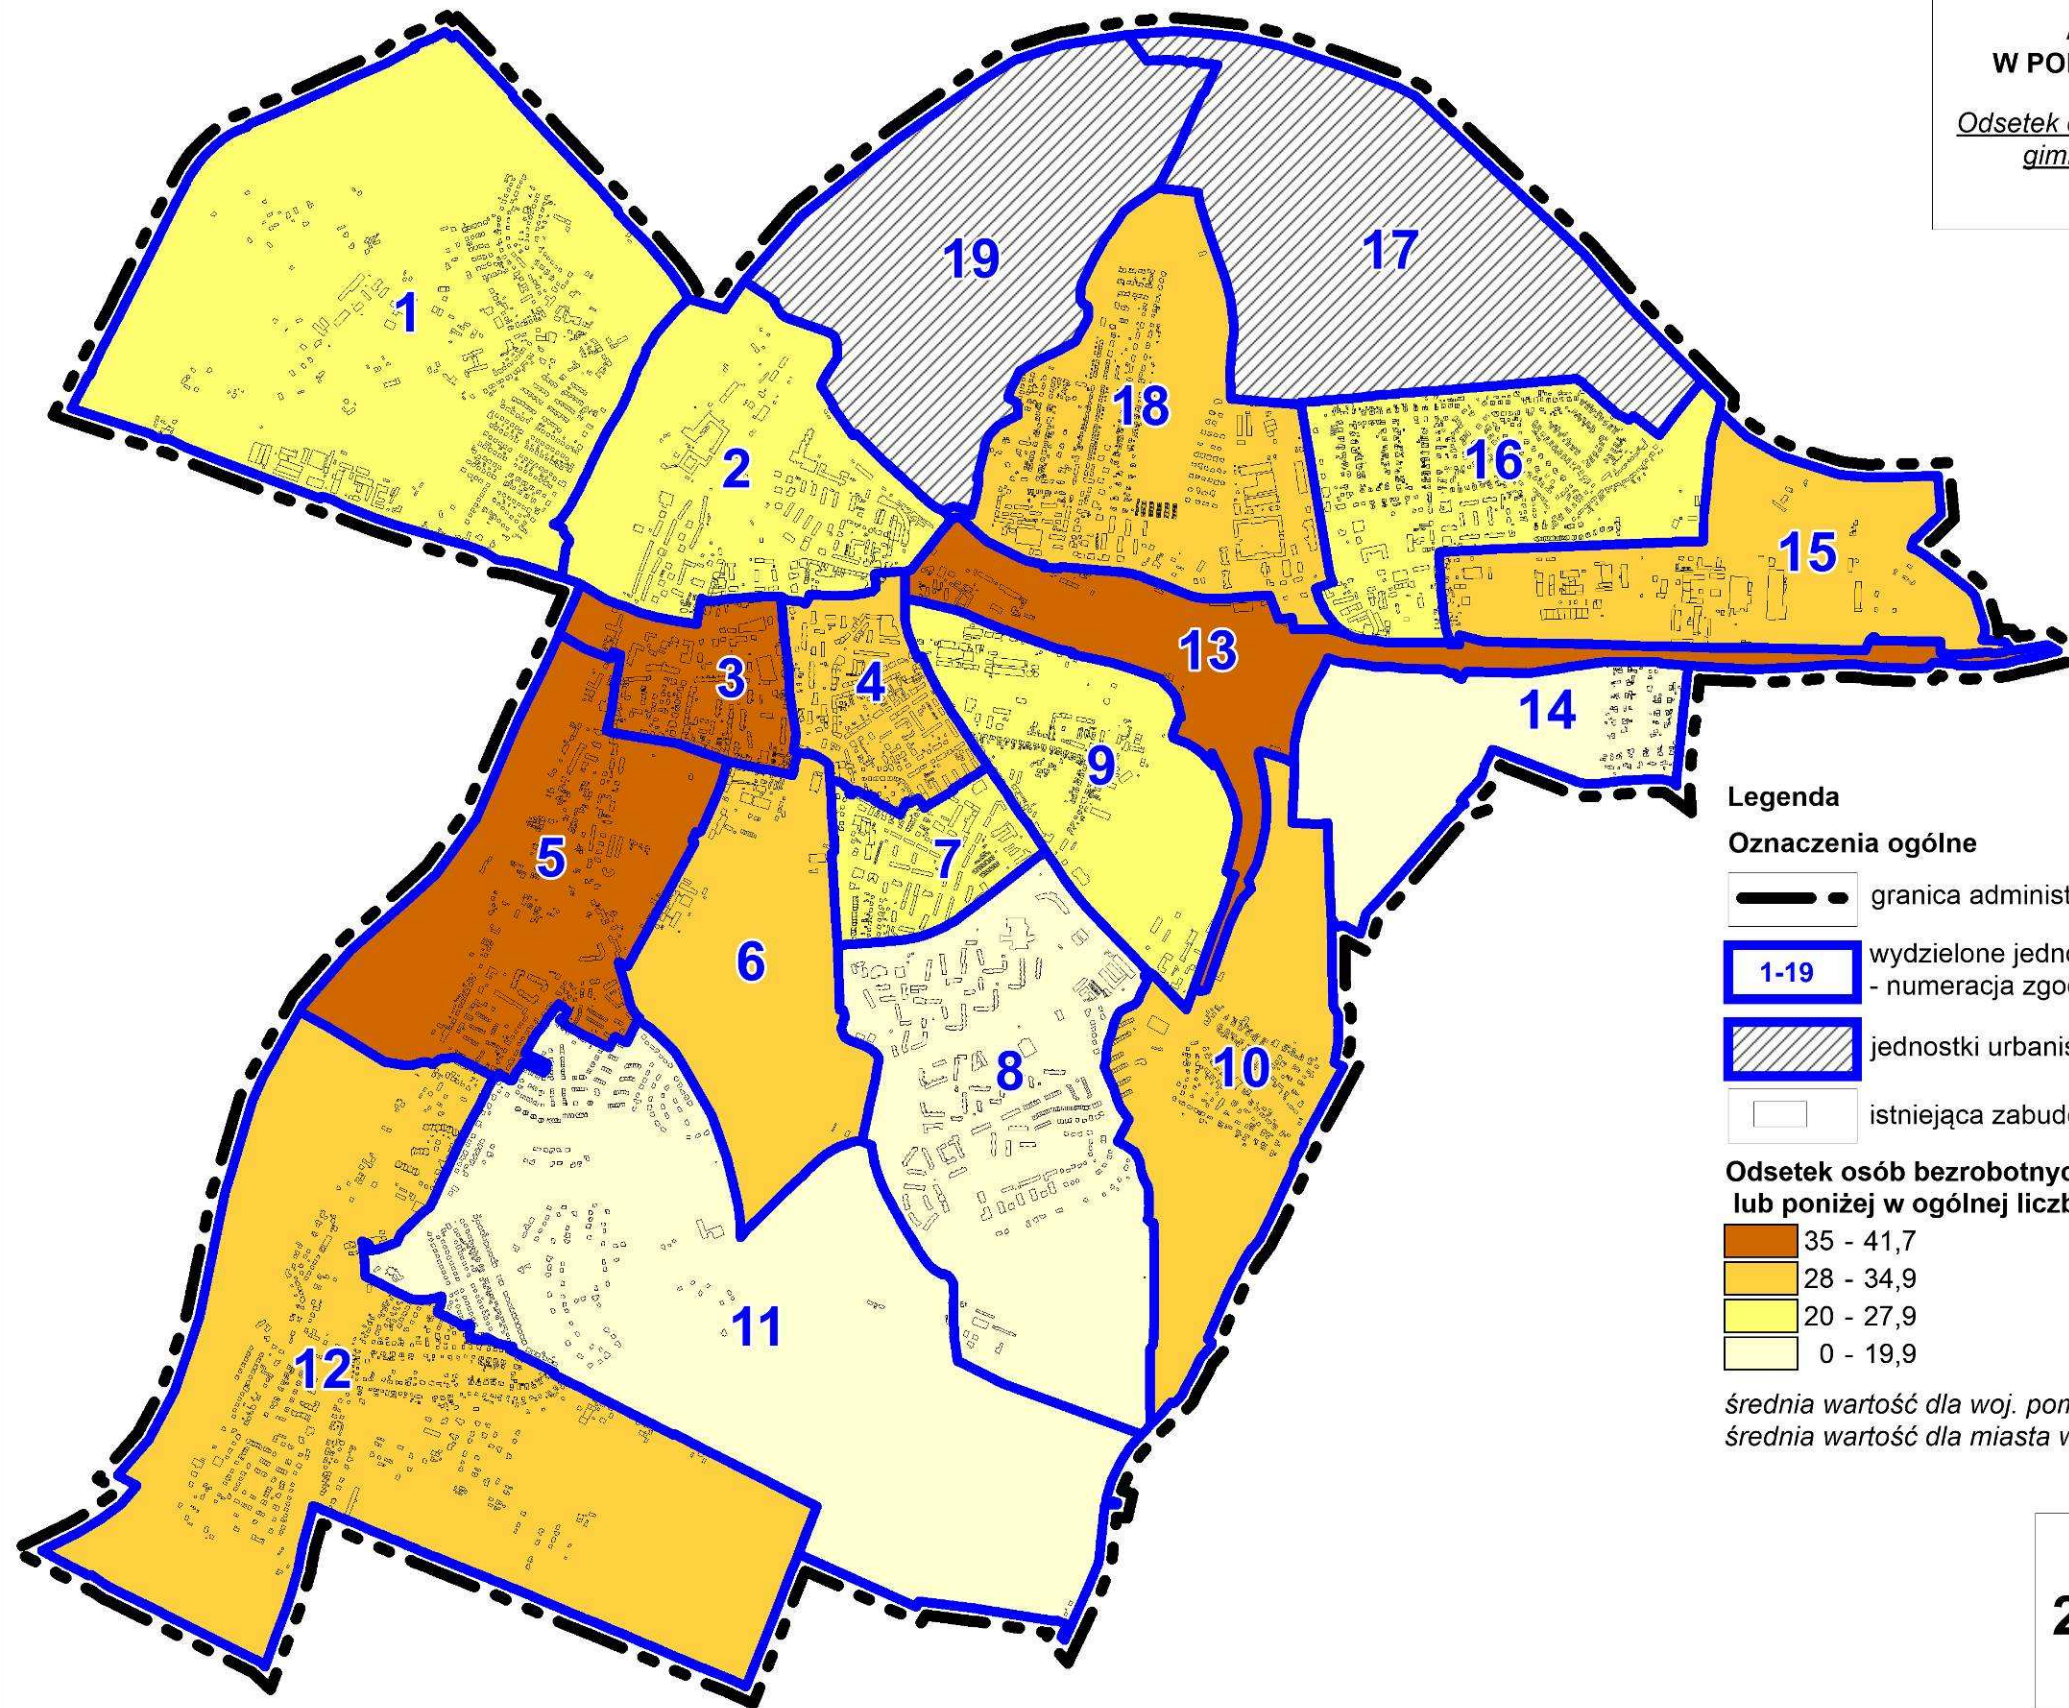 W PO
Odsetek
gim
19
17
1
18
2
16
15
3
4
13
14
9
5
7
6
8
10
11
12
Legenda
Oznaczenia ogólne
granica administ
1-19
wydzielone jedno
- numeracja zgo
jednostki urbanis
istniejąca zabud
Odsetek osób bezrobotnyc
lub poniżej w ogólnej liczb
35 - 41,7
28 - 34,9
20 - 27,9
0 - 19,9
średnia wartość dla woj. pom
średnia wartość dla miasta w
2